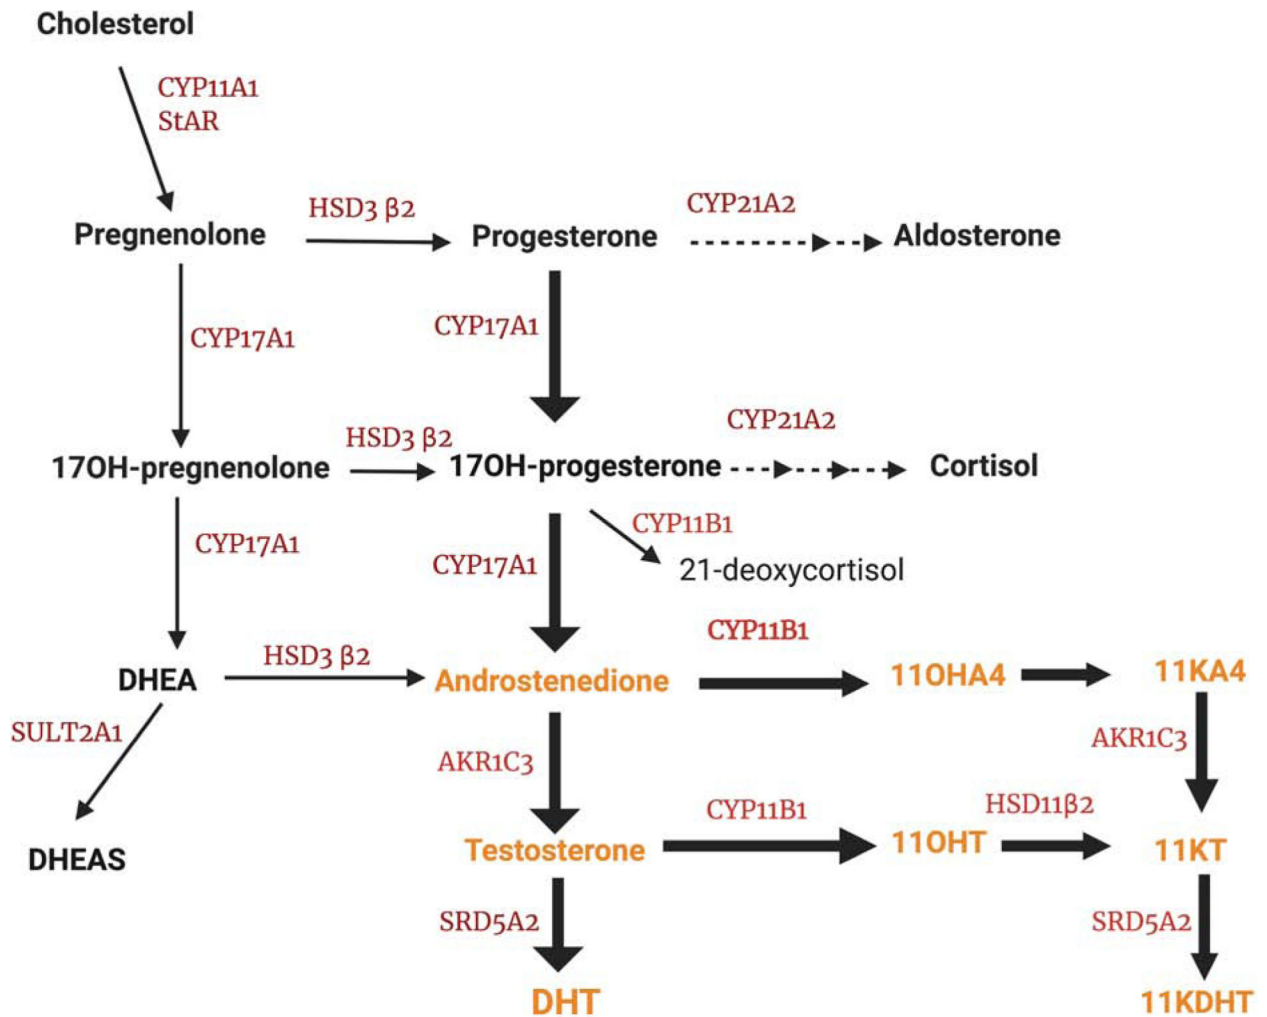 Cholesterol
CYP11A1
StAR
HSD3 β2
CYP21A2
Pregnenolone
Progesterone
Aldosterone
CYP17A1
CYP17A1
CYP21A2
HSD3 β2
17OH-pregnenolone
17OH-progesterone
Cortisol
CYP11B1
CYP17A1
CYP17A1
21-deoxycortisol
CYP11B1
HSD3 β2
DHEA
Androstenedione
11OHA4
11KA4
SULT2A1
AKR1C3
AKR1C3
CYP11B1
HSD11β2
Testosterone
11OHT
11KT
DHEAS
SRD5A2
SRD5A2
DHT
11KDHT